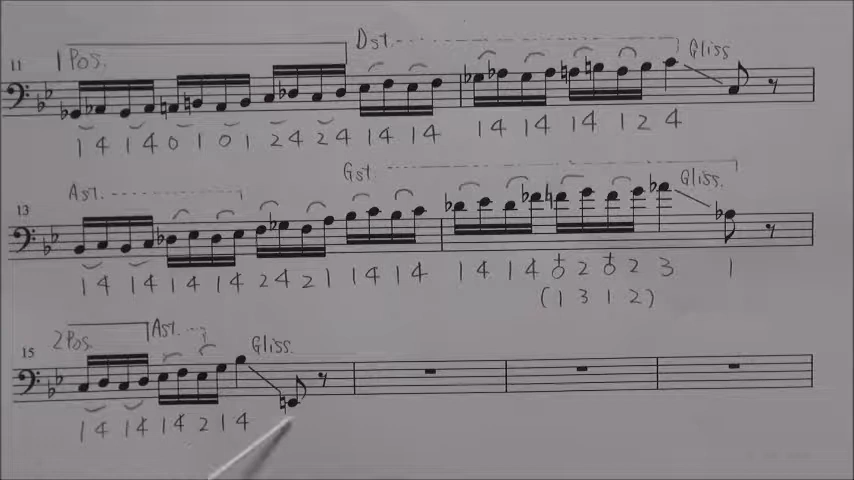 Dst.
11 1 Pos. Gliss
1 4 1 4 0 1 0 1 2 4 2 4 1 4 1 4 1 4 1 4 1 4 1 2 4
Gst.
13 Ast. Gliss.
1 4 1 4 1 4 1 4 2 4 2 1 1 4 1 4 1 4 1 4 ♁ 2 ♁ 2 3 1
(1 3 1 2)
15 2 Pos. Ast. Gliss.
1 4 1 4 1 4 2 1 4